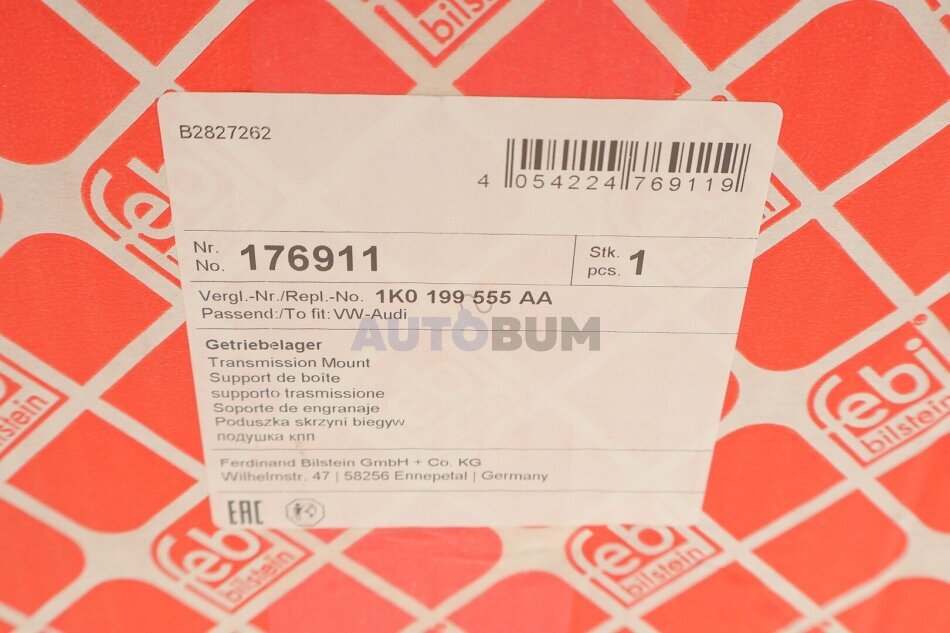 febi
bilstein
B2827262
4 054224 769119
Nr.
No. 176911
Stk.
pcs. 1
Vergl.-Nr./Repl.-No. 1K0 199 555 AA
Passend:/To fit: VW-Audi
AUTOBUM
Getriebelager
Transmission Mount
Support de boîte
supporto trasmissione
Soporte de engranaje
Poduszka skrzyni biegyw
подушка кпп
Ferdinand Bilstein GmbH + Co. KG
Wilhelmstr. 47 | 58256 Ennepetal | Germany
EAC
febi
bilstein
febi
bilstein
febi
bilstein